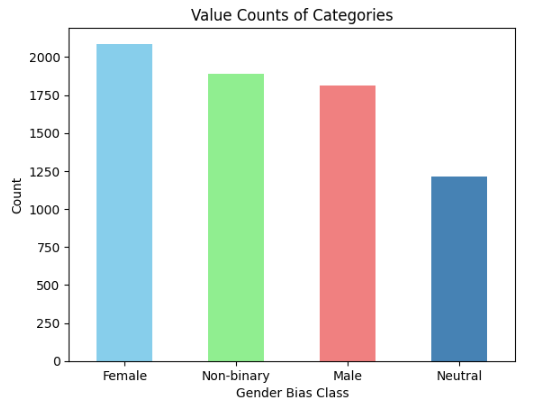 Value Counts of Categories
2000
1750
1500
1250
1000
750
500
250
0
Count
Female Non-binary Male Neutral
Gender Bias Class